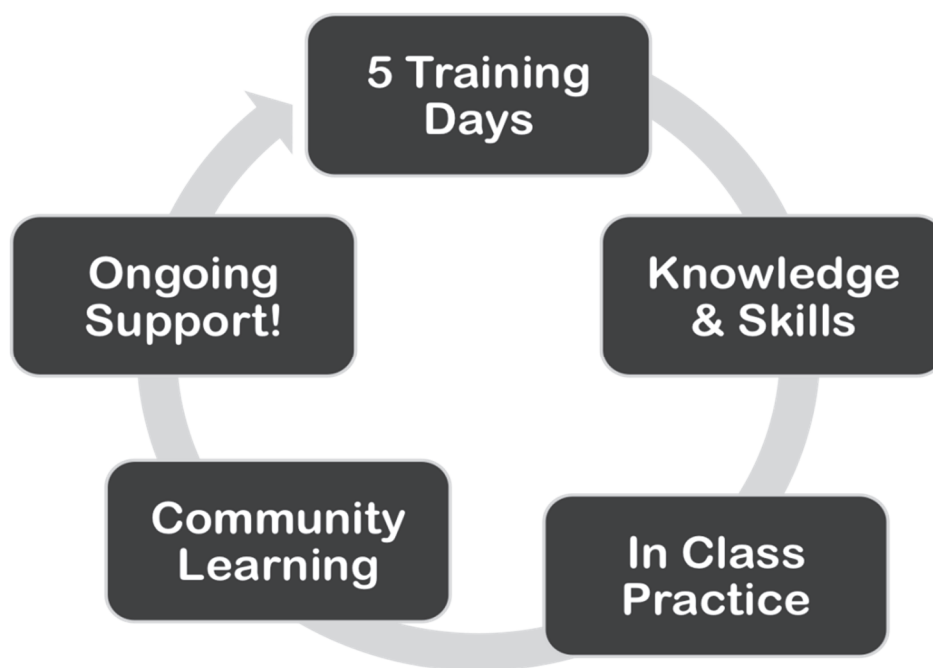 5 Training
Days
Knowledge
& Skills
In Class
Practice
Community
Learning
Ongoing
Support!